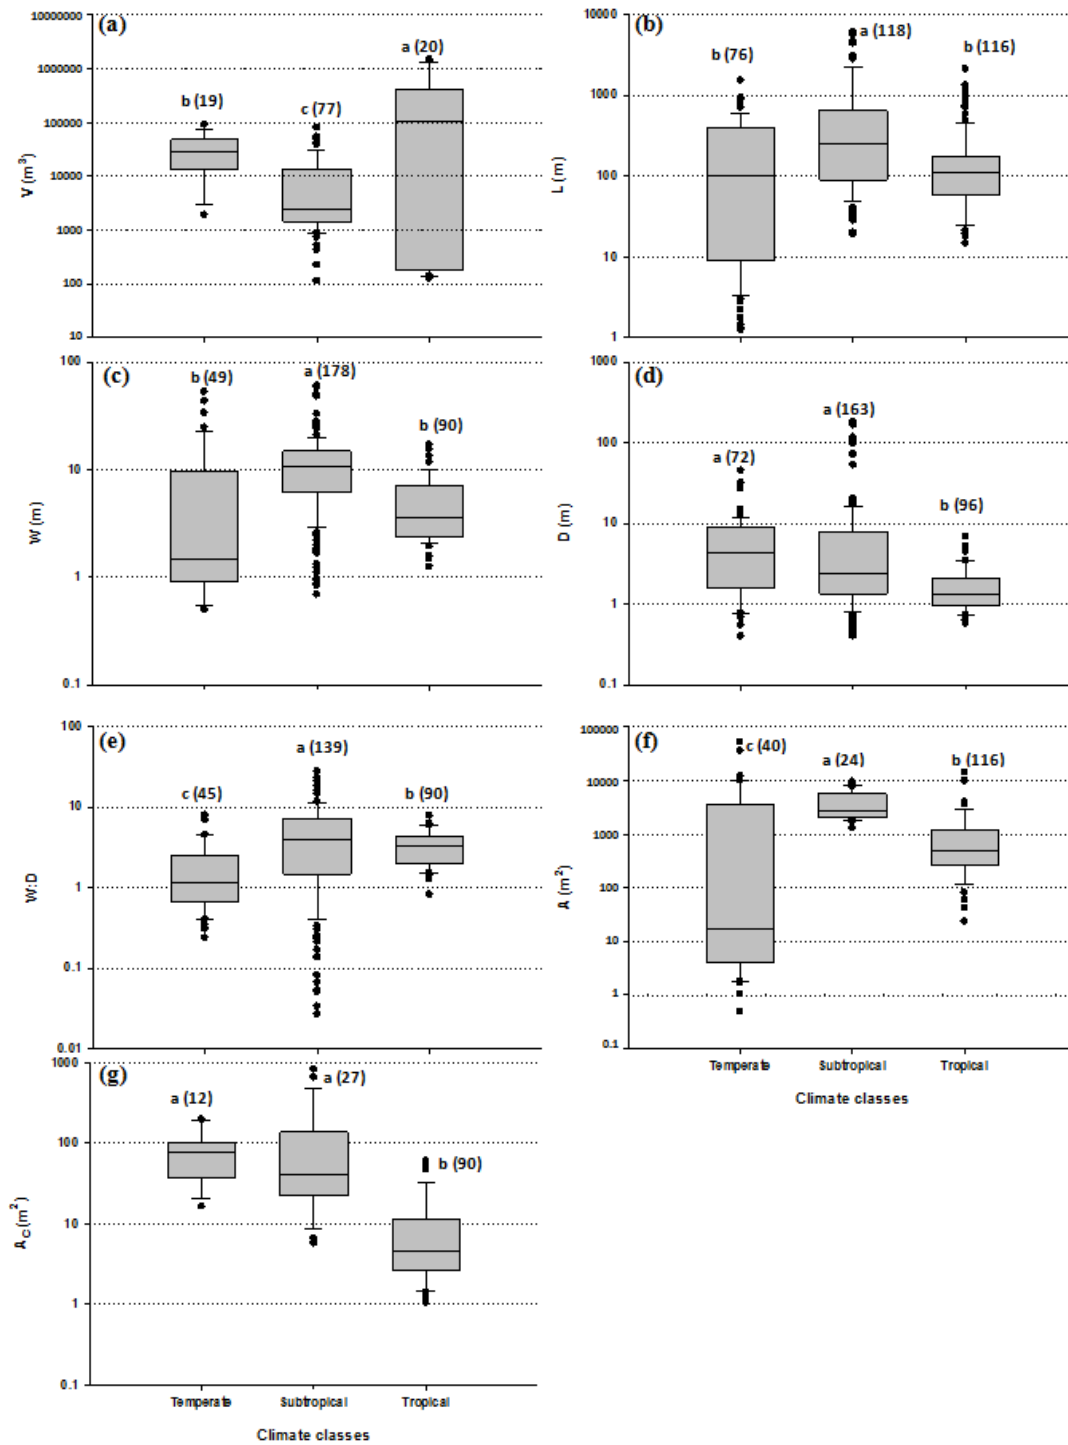 (a)
10000000
1000000
100000
10000
1000
100
10
V (m³)
b (19)
c (77)
a (20)
(b)
10000
1000
100
10
1
L (m)
b (76)
a (118)
b (116)
(c)
100
10
1
0.1
W (m)
b (49)
a (178)
b (90)
(d)
1000
100
10
1
0.1
D (m)
a (72)
a (163)
b (96)
(e)
100
10
1
0.1
0.01
W:D
c (45)
a (139)
b (90)
(f)
100000
10000
1000
100
10
1
0.1
A (m²)
c (40)
a (24)
b (116)
Temperate Subtropical Tropical
Climate classes
(g)
1000
100
10
1
0.1
A_C (m²)
a (12)
a (27)
b (90)
Temperate Subtropical Tropical
Climate classes